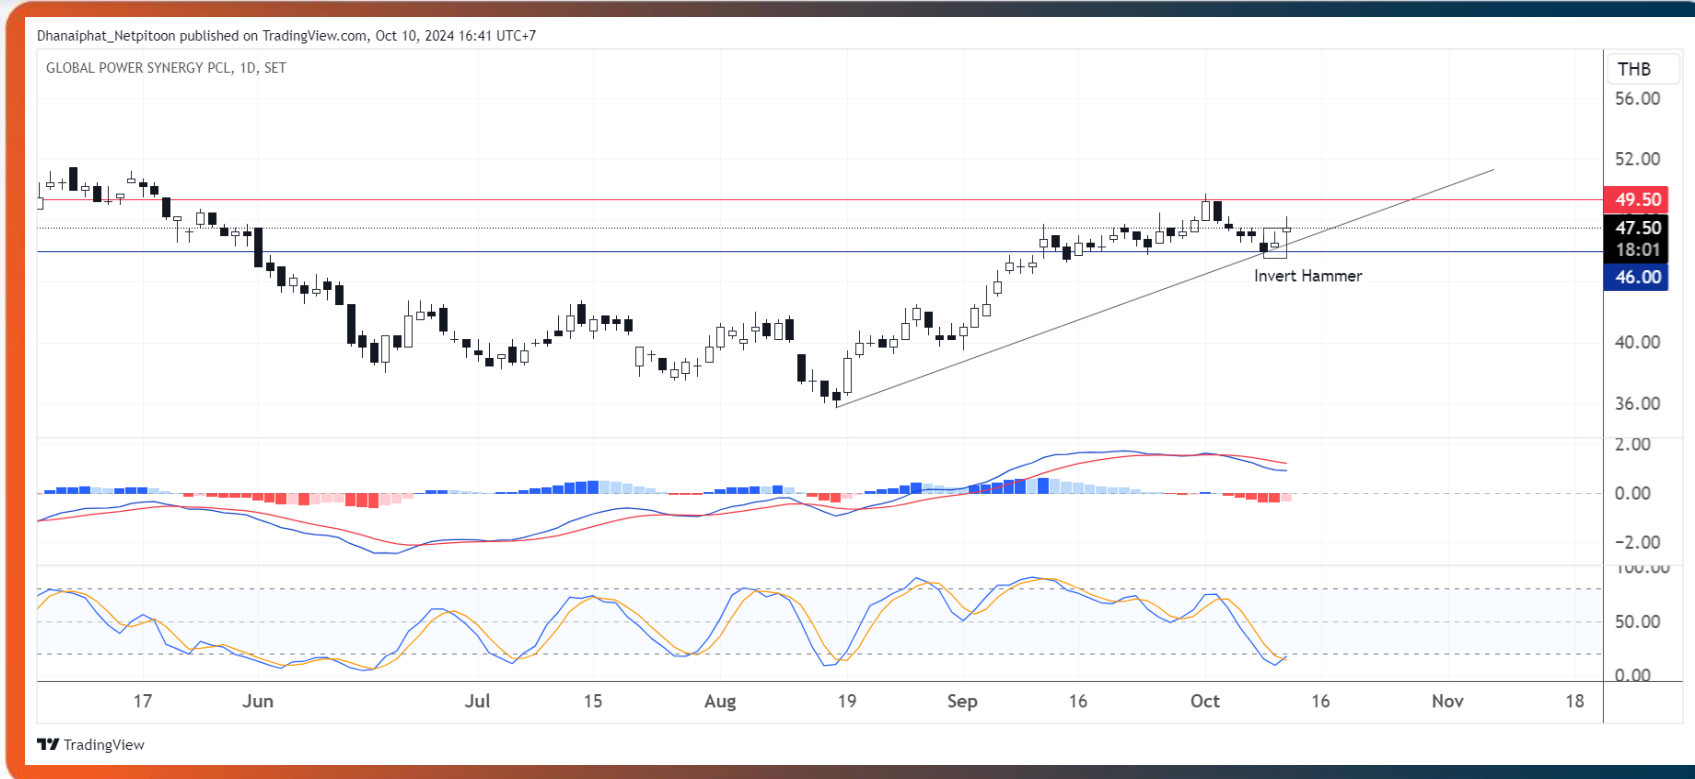 Dhanaiphat_Netpitoon published on TradingView.com, Oct 10, 2024 16:41 UTC+7
GLOBAL POWER SYNERGY PCL, 1D, SET
THB
56.00
52.00
49.50
47.50
18:01
46.00
Invert Hammer
40.00
36.00
2.00
0.00
−2.00
100.00
50.00
0.00
17 Jun Jul 15 Aug 19 Sep 16 Oct 16 Nov 18
TradingView